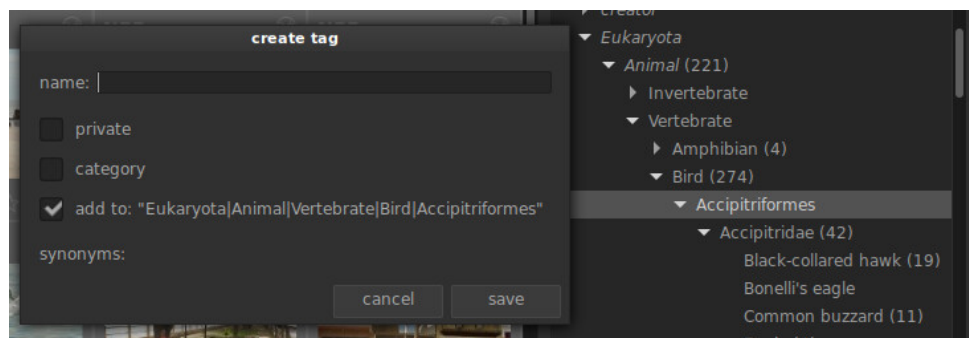 create tag
name:
private
category
add to: "Eukaryota|Animal|Vertebrate|Bird|Accipitriformes"
synonyms:
cancel
save
creator
Eukaryota
Animal (221)
Invertebrate
Vertebrate
Amphibian (4)
Bird (274)
Accipitriformes
Accipitridae (42)
Black-collared hawk (19)
Bonelli's eagle
Common buzzard (11)